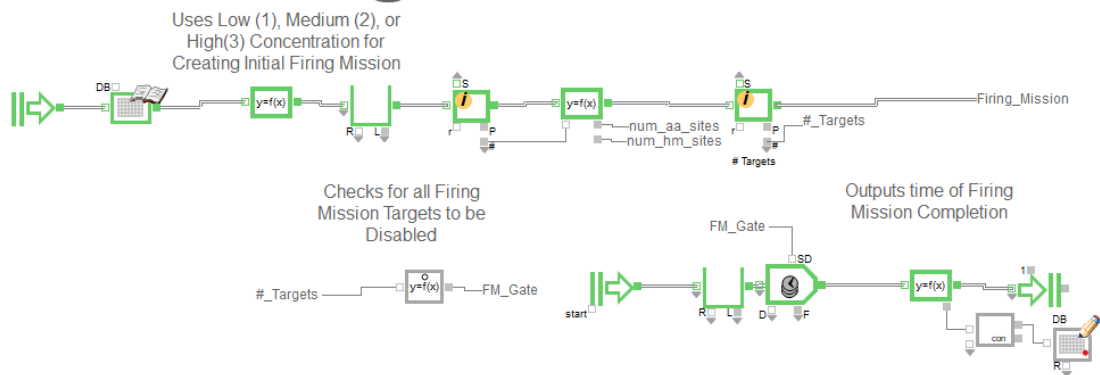 Uses Low (1), Medium (2), or
High(3) Concentration for
Creating Initial Firing Mission
DB
S
S
y=f(x)
i
y=f(x)
i
Firing_Mission
R
L
r
P
#
num_aa_sites
num_hm_sites
r
P
#
#_Targets
# Targets
Checks for all Firing
Mission Targets to be
Disabled
Outputs time of Firing
Mission Completion
FM_Gate
SD
#_Targets
y=f(x)
FM_Gate
start
R
L
D
F
y=f(x)
1
DB
con
R